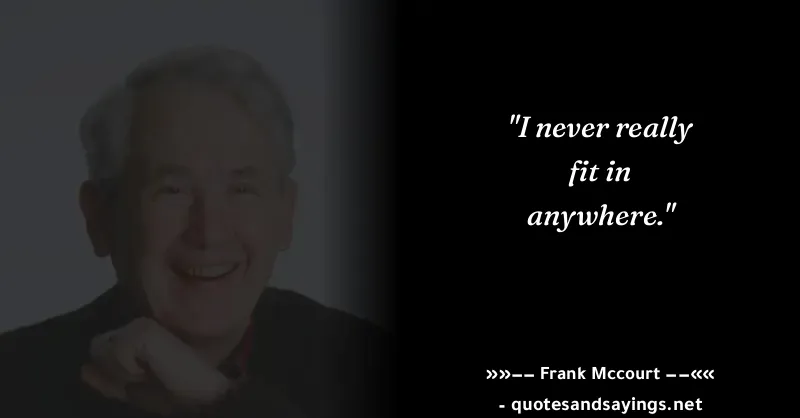 "I never really
fit in
anywhere."
»»–– Frank Mccourt ––««
- quotesandsayings.net